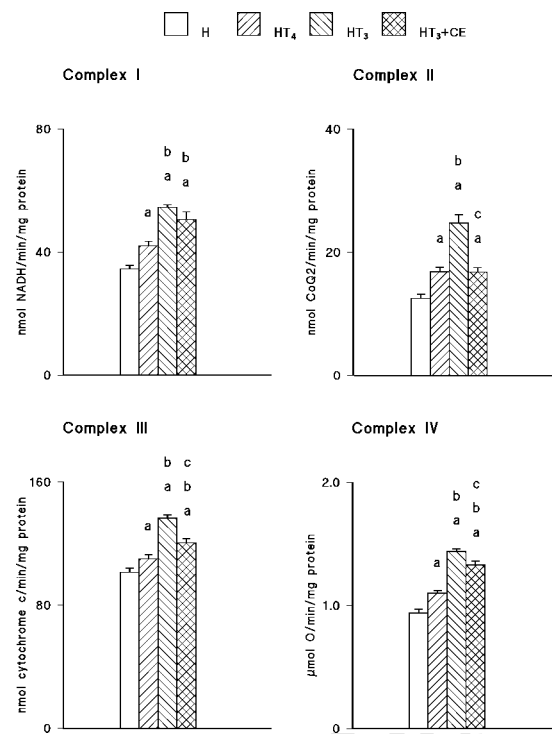 H HT₄ HT₃ HT₃+CE
Complex I
nmol NADH/min/mg protein
80
40
0
a
b
a
b
a
Complex II
nmol CoQ2/min/mg protein
40
20
0
a
b
a
c
a
Complex III
nmol cytochrome c/min/mg protein
160
80
0
a
b
a
c
b
a
Complex IV
µmol O/min/mg protein
2.0
1.0
0
a
b
a
c
b
a